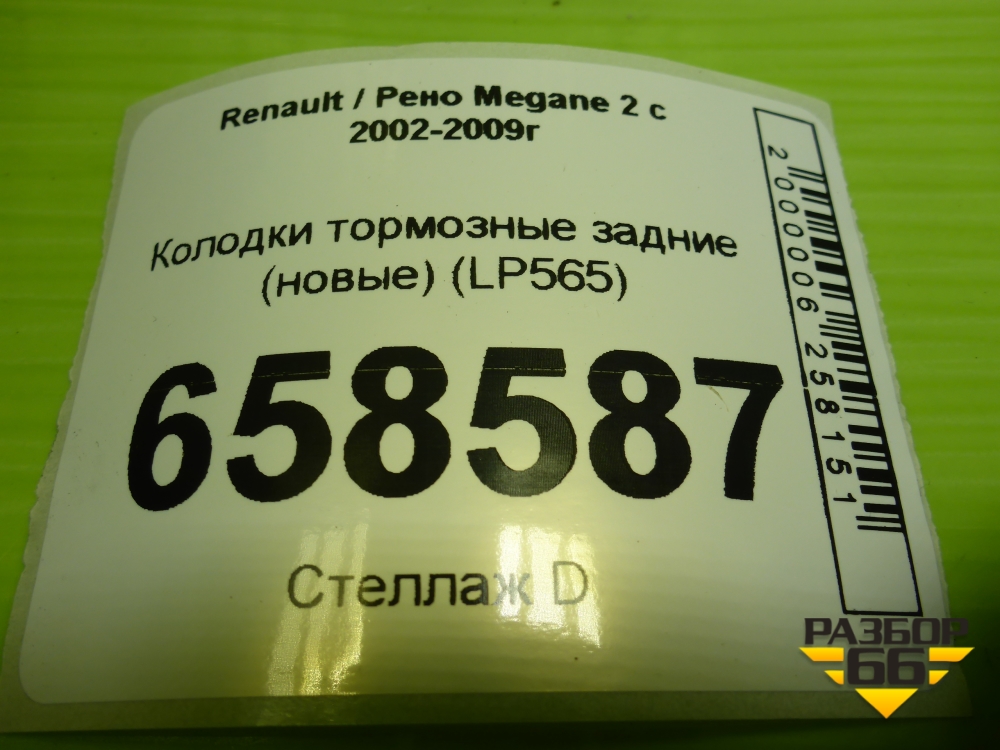 Renault / Рено Megane 2 с
2002-2009г
Колодки тормозные задние
(новые) (LP565)
658587
Стеллаж D
2000006258151
РАЗБОР
66